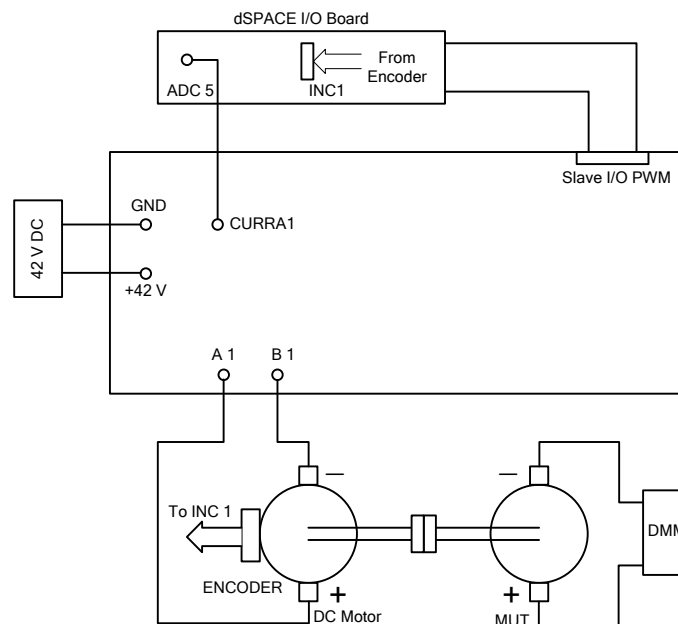 dSPACE I/O Board
From
Encoder
ADC 5
INC1
Slave I/O PWM
GND
CURRA1
42 V DC
+42 V
A 1
B 1
—
—
To INC 1
DMM
ENCODER
+
+
DC Motor
MUT